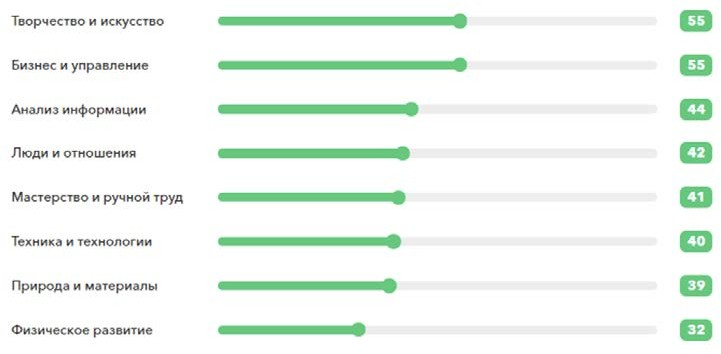 Творчество и искусство 55
Бизнес и управление 55
Анализ информации 44
Люди и отношения 42
Мастерство и ручной труд 41
Техника и технологии 40
Природа и материалы 39
Физическое развитие 32